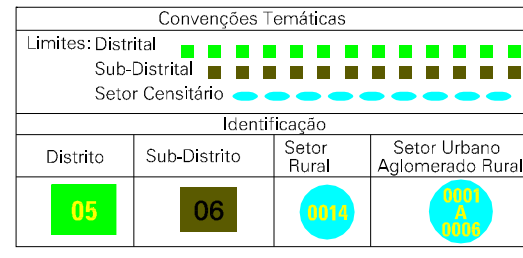 Convenções Temáticas
Limites: Distrital
Sub-Distrital
Setor Censitário
Identificação
Distrito
Sub-Distrito
Setor
Rural
Setor Urbano
Aglomerado Rural
05
06
0014
0001
A
0006